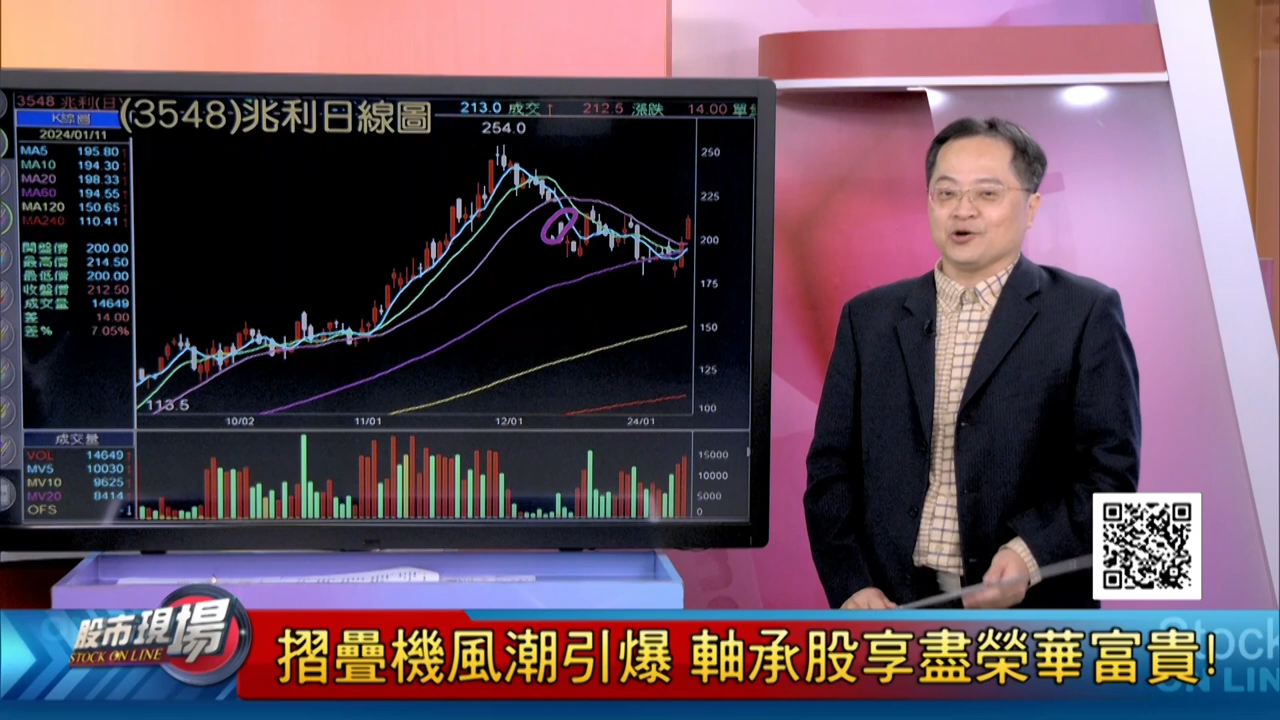 3548 兆利(日
(3548)兆利日線圖
213.0 成交↑ 212.5 漲跌 14.00 單
K線圖
2024/01/11
MA5 195.80↑
MA10 194.30↑
MA20 198.33↑
MA60 194.55↑
MA120 150.65↑
MA240 110.41↑
開盤價 200.00
最高價 214.50
最低價 200.00
收盤價 212.50
成交量 14649
差 14.00
差% 7.05%
254.0
113.5
250
225
200
175
150
125
100
10/02 11/01 12/01 24/01
成交量
VOL 14649↑
MV5 10030↑
MV10 9625↑
MV20 8414↑
OFS
15000
10000
5000
0
股市現場
STOCK ON LINE
摺疊機風潮引爆 軸承股享盡榮華富貴!
Stock
ON LIN